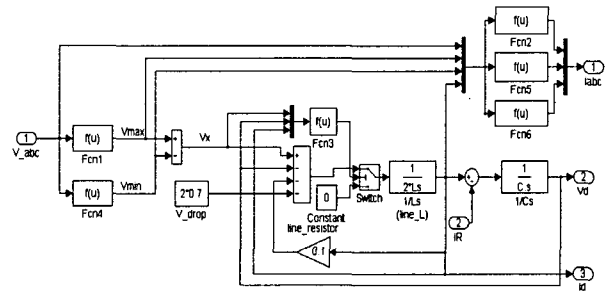 f(u)
Fcn2
f(u)
Fcn5
f(u)
Fcn6
1
Iabc
1
V_abc
f(u)
Fcn1
Vmax
Vx
f(u)
Fcn3
f(u)
Fcn4
Vmin
2*0 7
V_drop
0
Constant
line_resistor
Switch
1
2*Ls
1/Ls
(line_L)
2
iR
1
C.s
1/Cs
2
Vd
0.1
3
Id